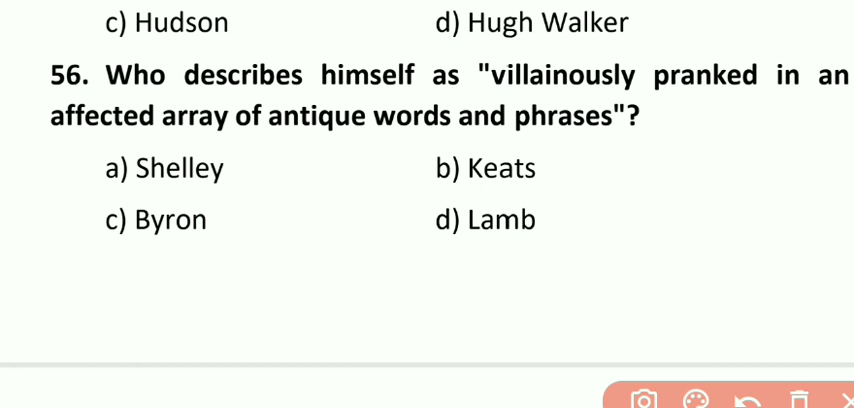 c) Hudson d) Hugh Walker
56. Who describes himself as "villainously pranked in an
affected array of antique words and phrases"?
a) Shelley b) Keats
c) Byron d) Lamb